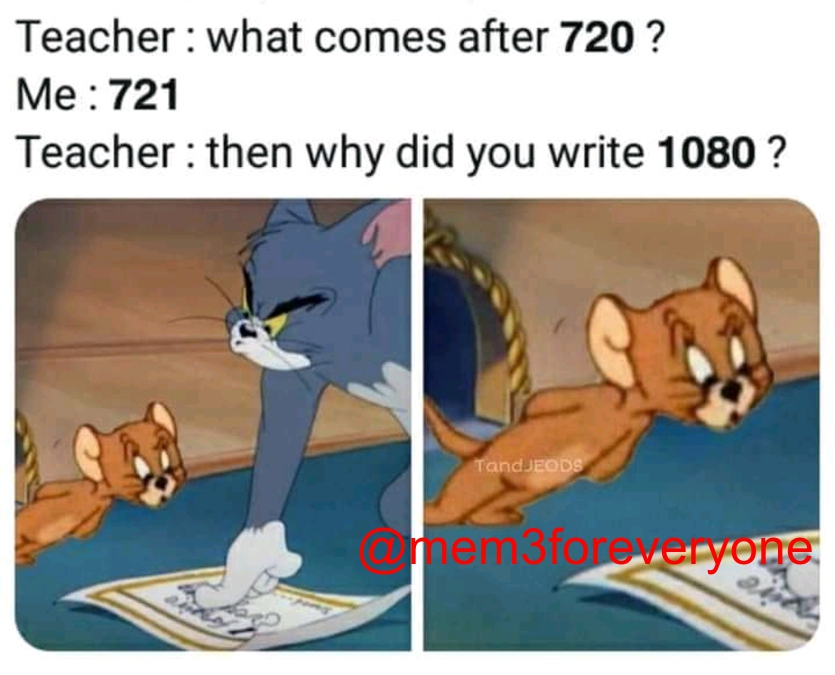 Teacher : what comes after 720 ?
Me : 721
Teacher : then why did you write 1080 ?
TandJEODS
@mem3foreveryone